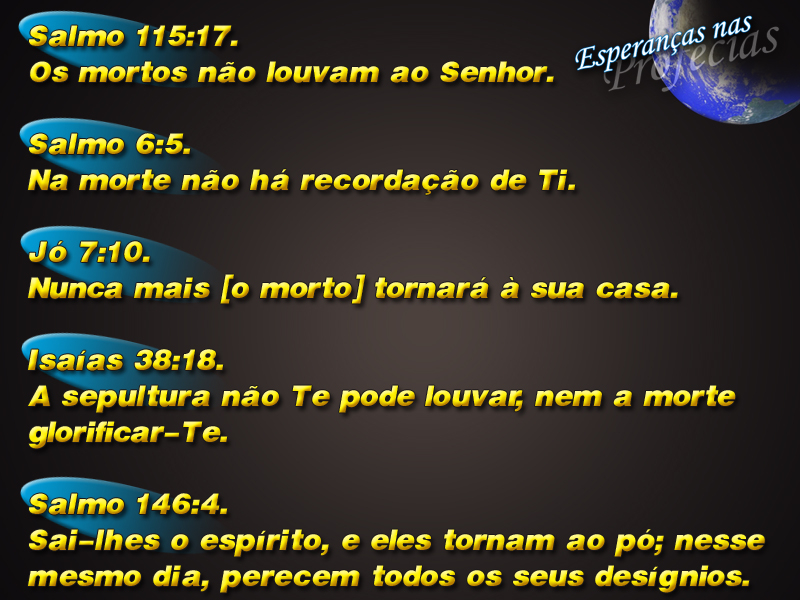 Esperanças nas
Profecias
Salmo 115:17.
Os mortos não louvam ao Senhor.
Salmo 6:5.
Na morte não há recordação de Ti.
Jó 7:10.
Nunca mais [o morto] tornará à sua casa.
Isaías 38:18.
A sepultura não Te pode louvar, nem a morte
glorificar-Te.
Salmo 146:4.
Sai-lhes o espírito, e eles tornam ao pó; nesse
mesmo dia, perecem todos os seus desígnios.